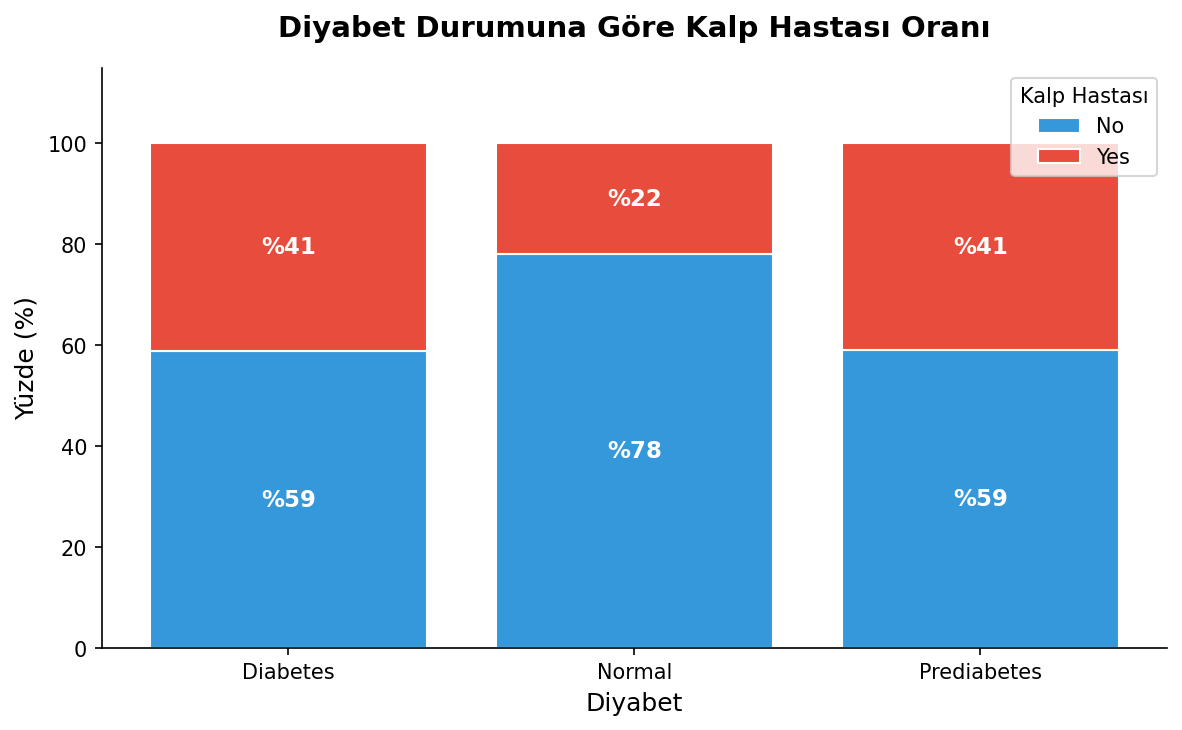 Diyabet Durumuna Göre Kalp Hastası Oranı
Kalp Hastası
No
Yes
Yüzde (%)
100
80
60
40
20
0
%41
%59
%22
%78
%41
%59
Diabetes
Normal
Prediabetes
Diyabet